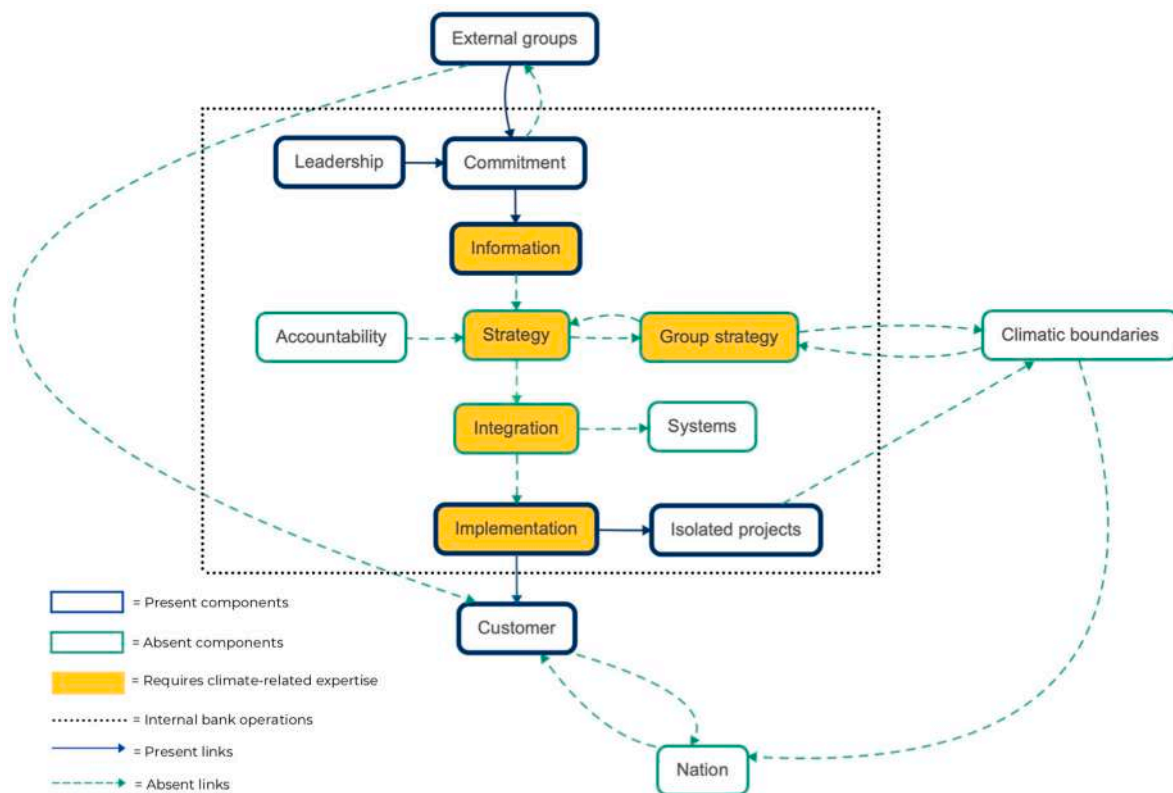 External groups
Leadership
Commitment
Information
Accountability
Strategy
Group strategy
Climatic boundaries
Integration
Systems
Implementation
Isolated projects
Customer
Nation
= Present components
= Absent components
= Requires climate-related expertise
= Internal bank operations
= Present links
= Absent links